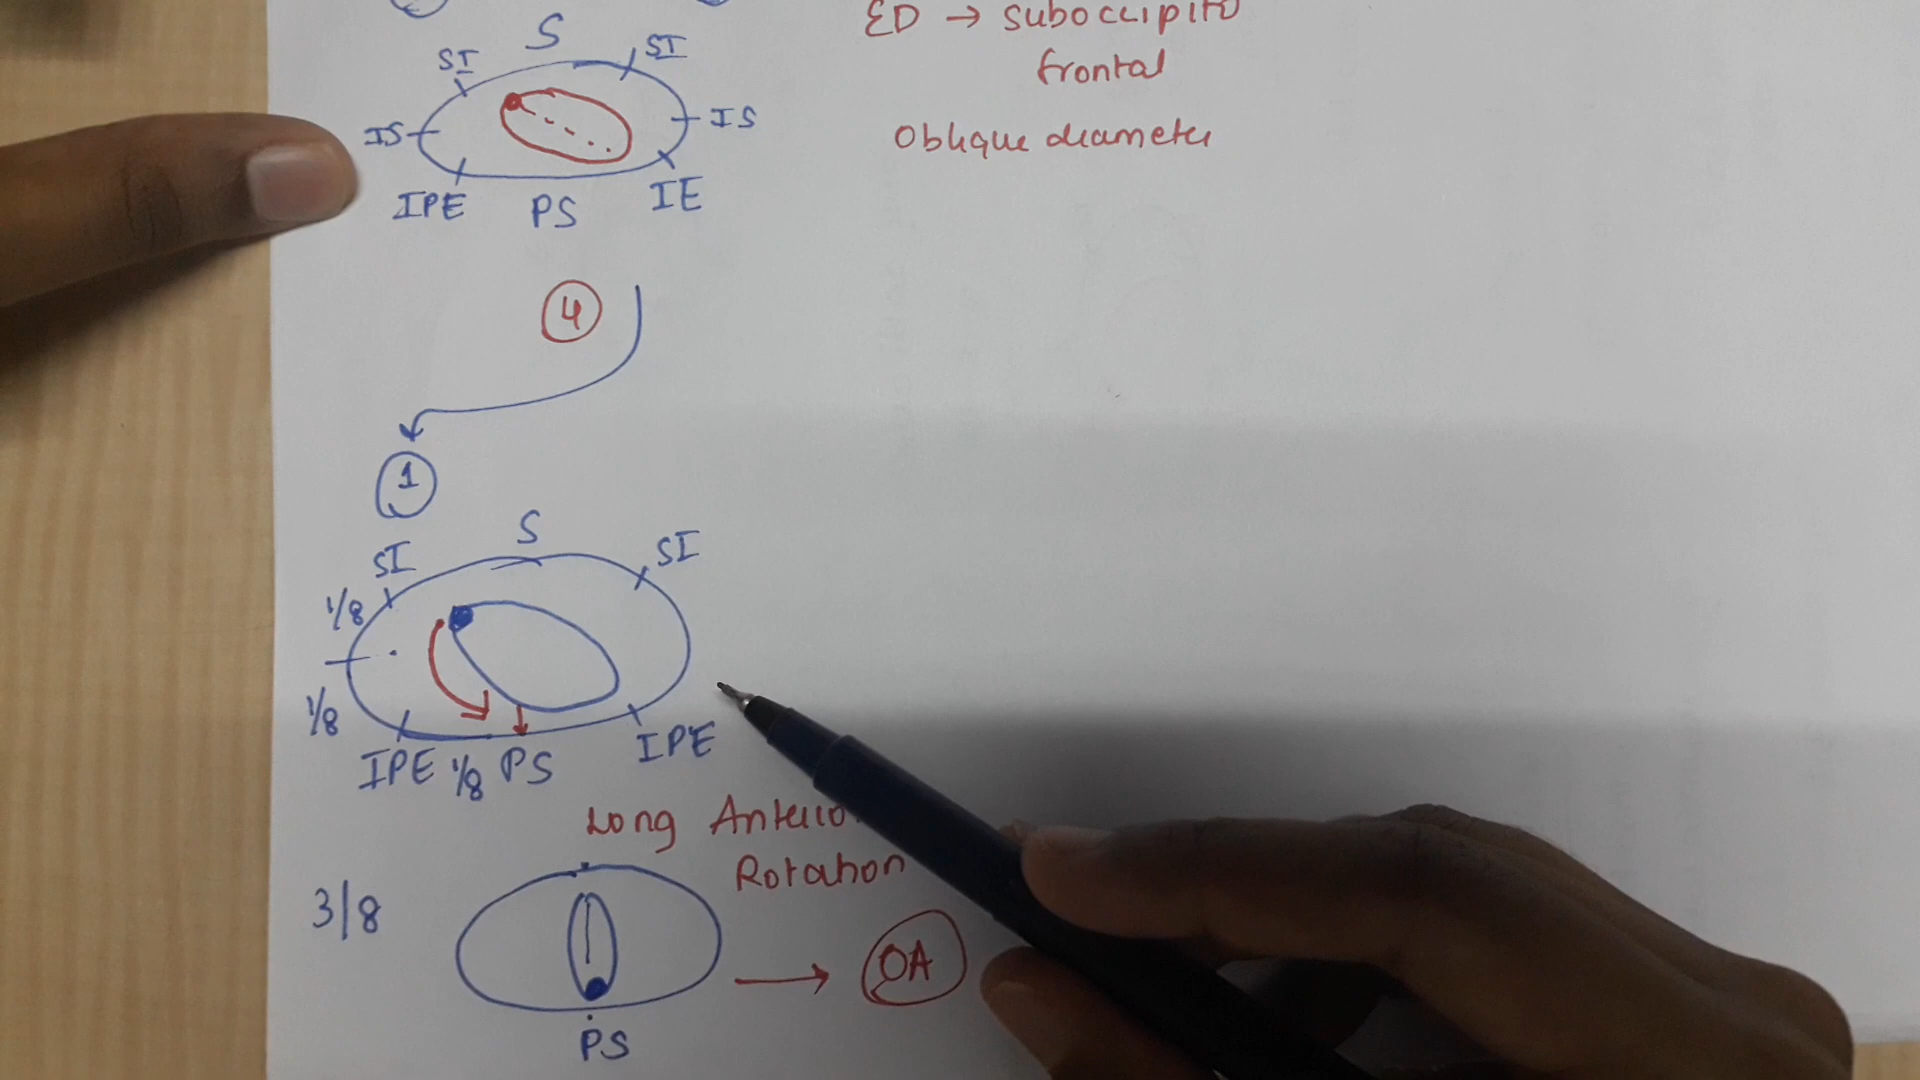 S
SI
SI
IS
IS
IPE
PS
IE
ED → suboccipito
frontal
Oblique diameter
4
1
S
SI
SI
1/8
1/8
IPE
1/8
PS
IPE
Long Anterio
Rotation
3/8
OA
PS